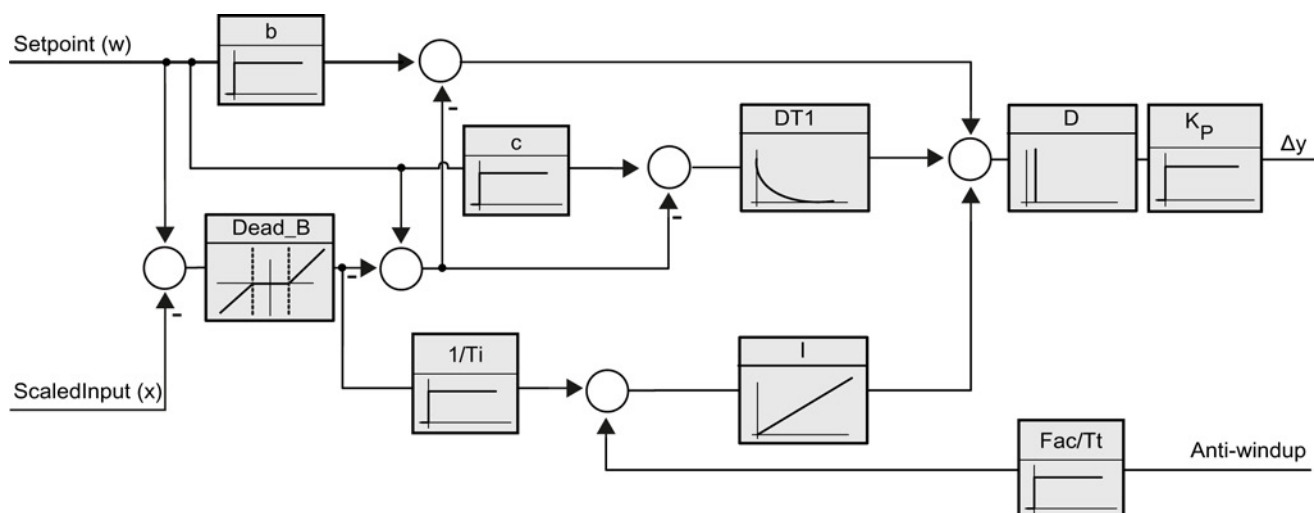 b
Setpoint (w)
-
c
DT1
D
K_P
Δy
-
Dead_B
-
-
1/Ti
I
ScaledInput (x)
Fac/Tt
Anti-windup